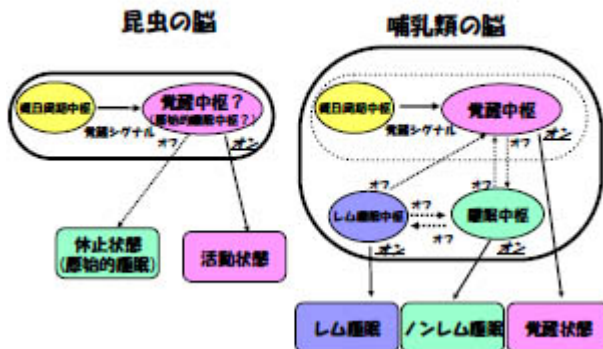 昆虫の脳
哺乳類の脳
概日周期中枢
覚醒シグナル
覚醒中枢？
(原始的睡眠中枢？)
オフ
オン
休止状態
(原始的睡眠)
活動状態
概日周期中枢
覚醒シグナル
覚醒中枢
オン
オフ
オフ
オフ
レム睡眠中枢
オフ
オフ
睡眠中枢
オン
オン
レム睡眠
ノンレム睡眠
覚醒状態